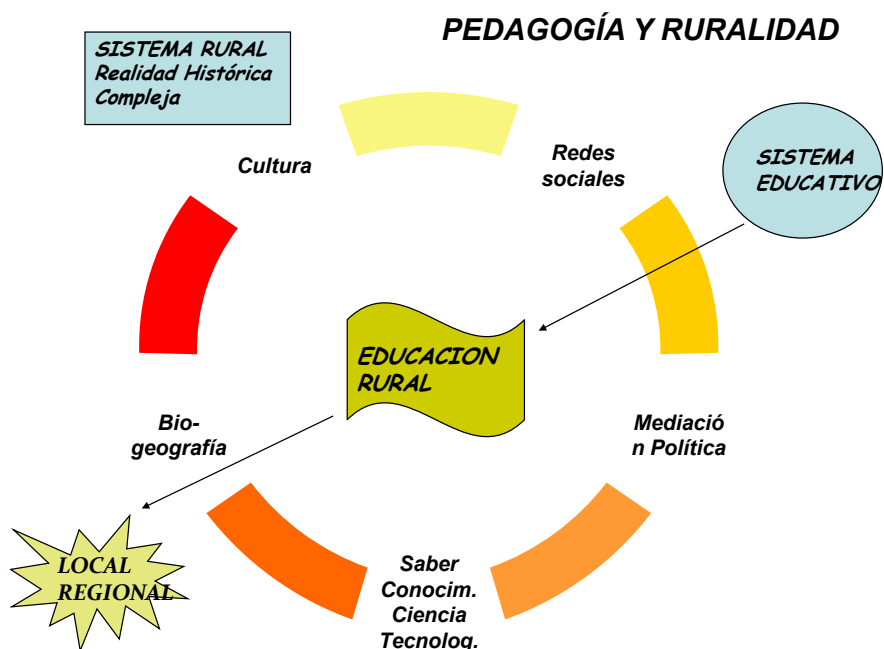 PEDAGOGÍA Y RURALIDAD
SISTEMA RURAL
Realidad Histórica
Compleja
Cultura
Redes
sociales
SISTEMA
EDUCATIVO
EDUCACION
RURAL
Bio-
geografía
Mediació
n Política
LOCAL
REGIONAL
Saber
Conocim.
Ciencia
Tecnolog.